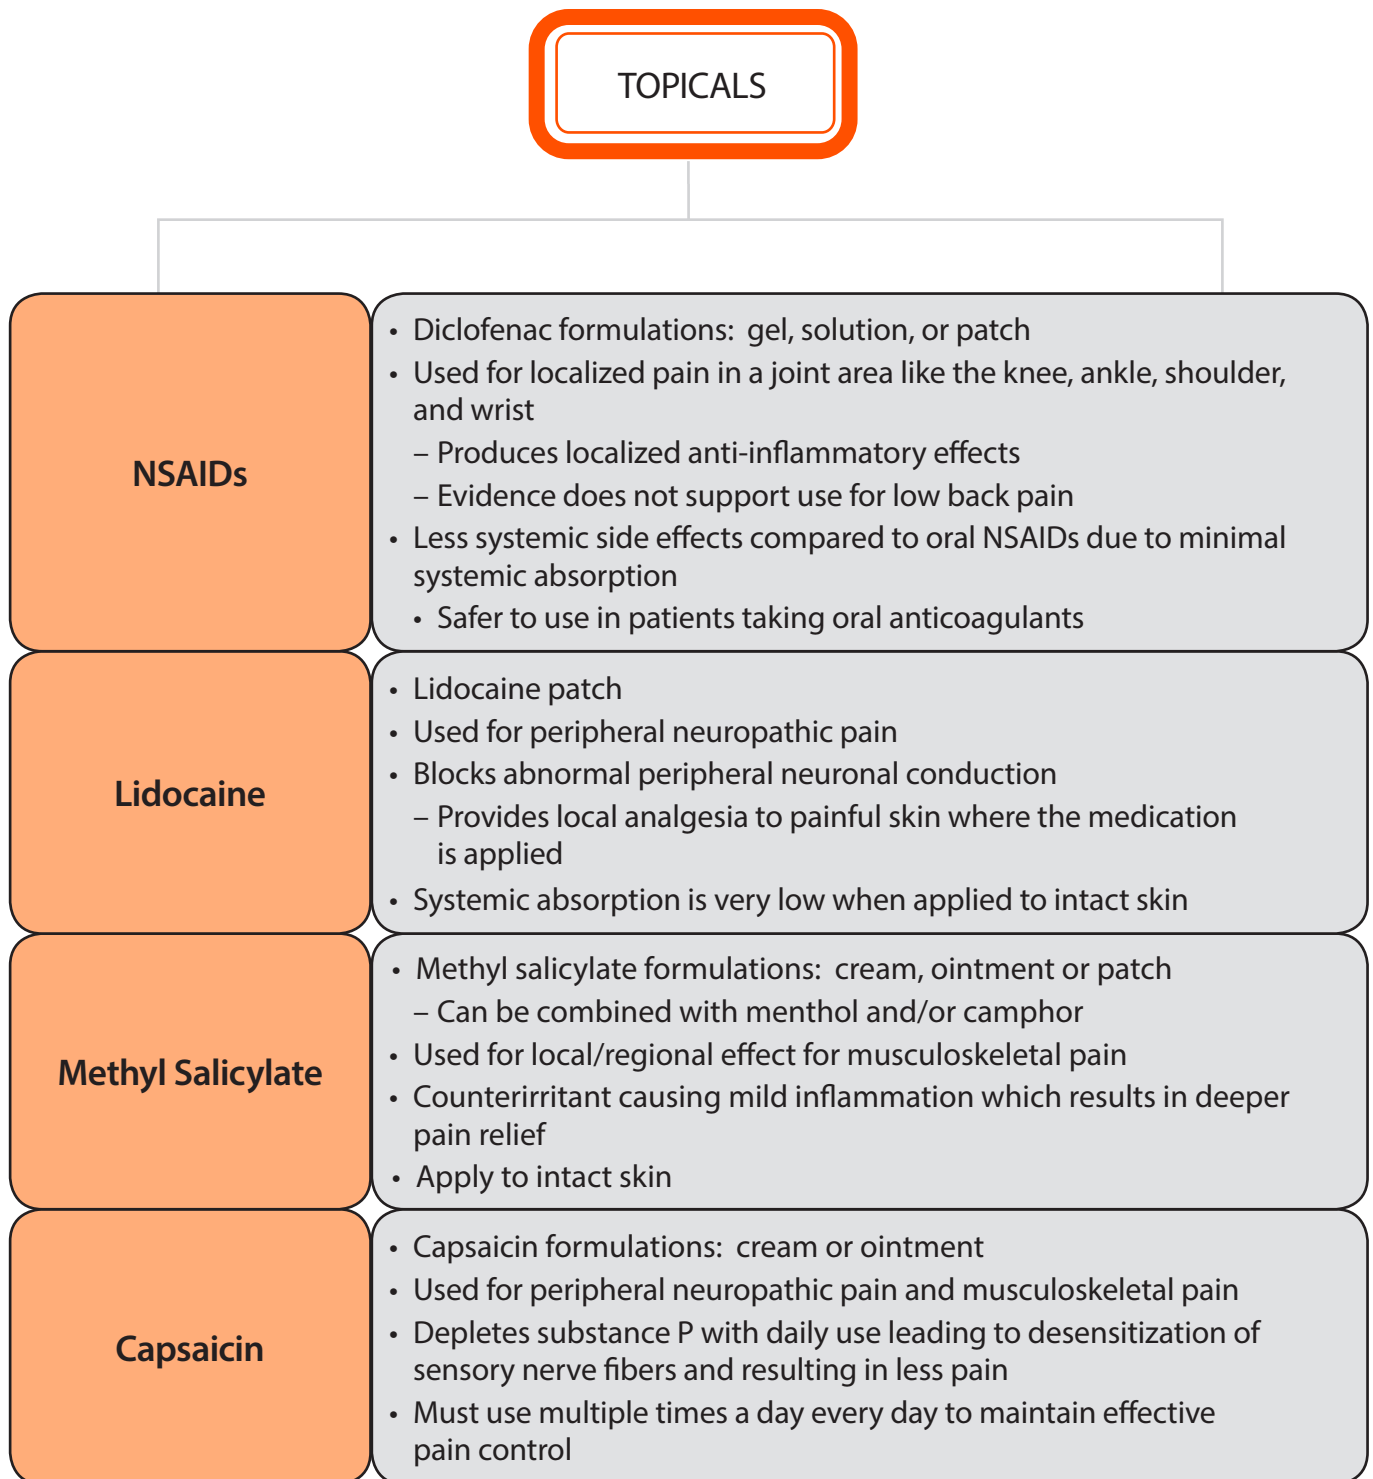 TOPICALS
NSAIDs
• Diclofenac formulations: gel, solution, or patch
• Used for localized pain in a joint area like the knee, ankle, shoulder,
and wrist
– Produces localized anti-inflammatory effects
– Evidence does not support use for low back pain
• Less systemic side effects compared to oral NSAIDs due to minimal
systemic absorption
• Safer to use in patients taking oral anticoagulants
Lidocaine
• Lidocaine patch
• Used for peripheral neuropathic pain
• Blocks abnormal peripheral neuronal conduction
– Provides local analgesia to painful skin where the medication
is applied
• Systemic absorption is very low when applied to intact skin
Methyl Salicylate
• Methyl salicylate formulations: cream, ointment or patch
– Can be combined with menthol and/or camphor
• Used for local/regional effect for musculoskeletal pain
• Counterirritant causing mild inflammation which results in deeper
pain relief
• Apply to intact skin
Capsaicin
• Capsaicin formulations: cream or ointment
• Used for peripheral neuropathic pain and musculoskeletal pain
• Depletes substance P with daily use leading to desensitization of
sensory nerve fibers and resulting in less pain
• Must use multiple times a day every day to maintain effective
pain control